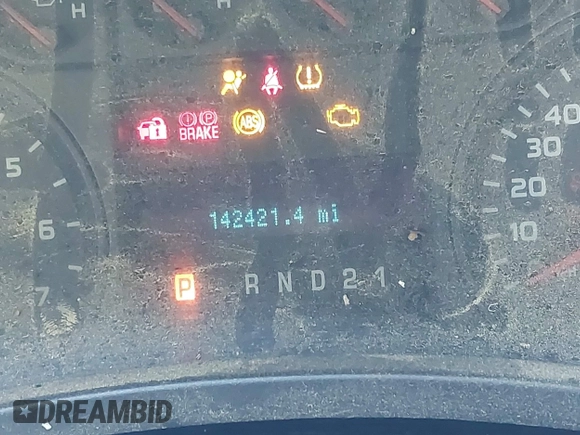 H
H
BRAKE
ABS
5
40
30
20
142421.4 mi
6
10
P R N D 2 1
7
DREAMBID